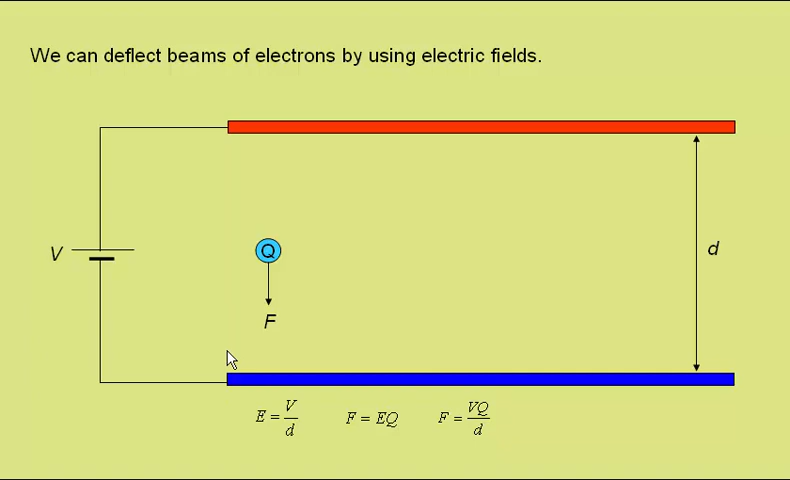 We can deflect beams of electrons by using electric fields.
V
Q
d
F
E = V/d
F = EQ
F = VQ/d